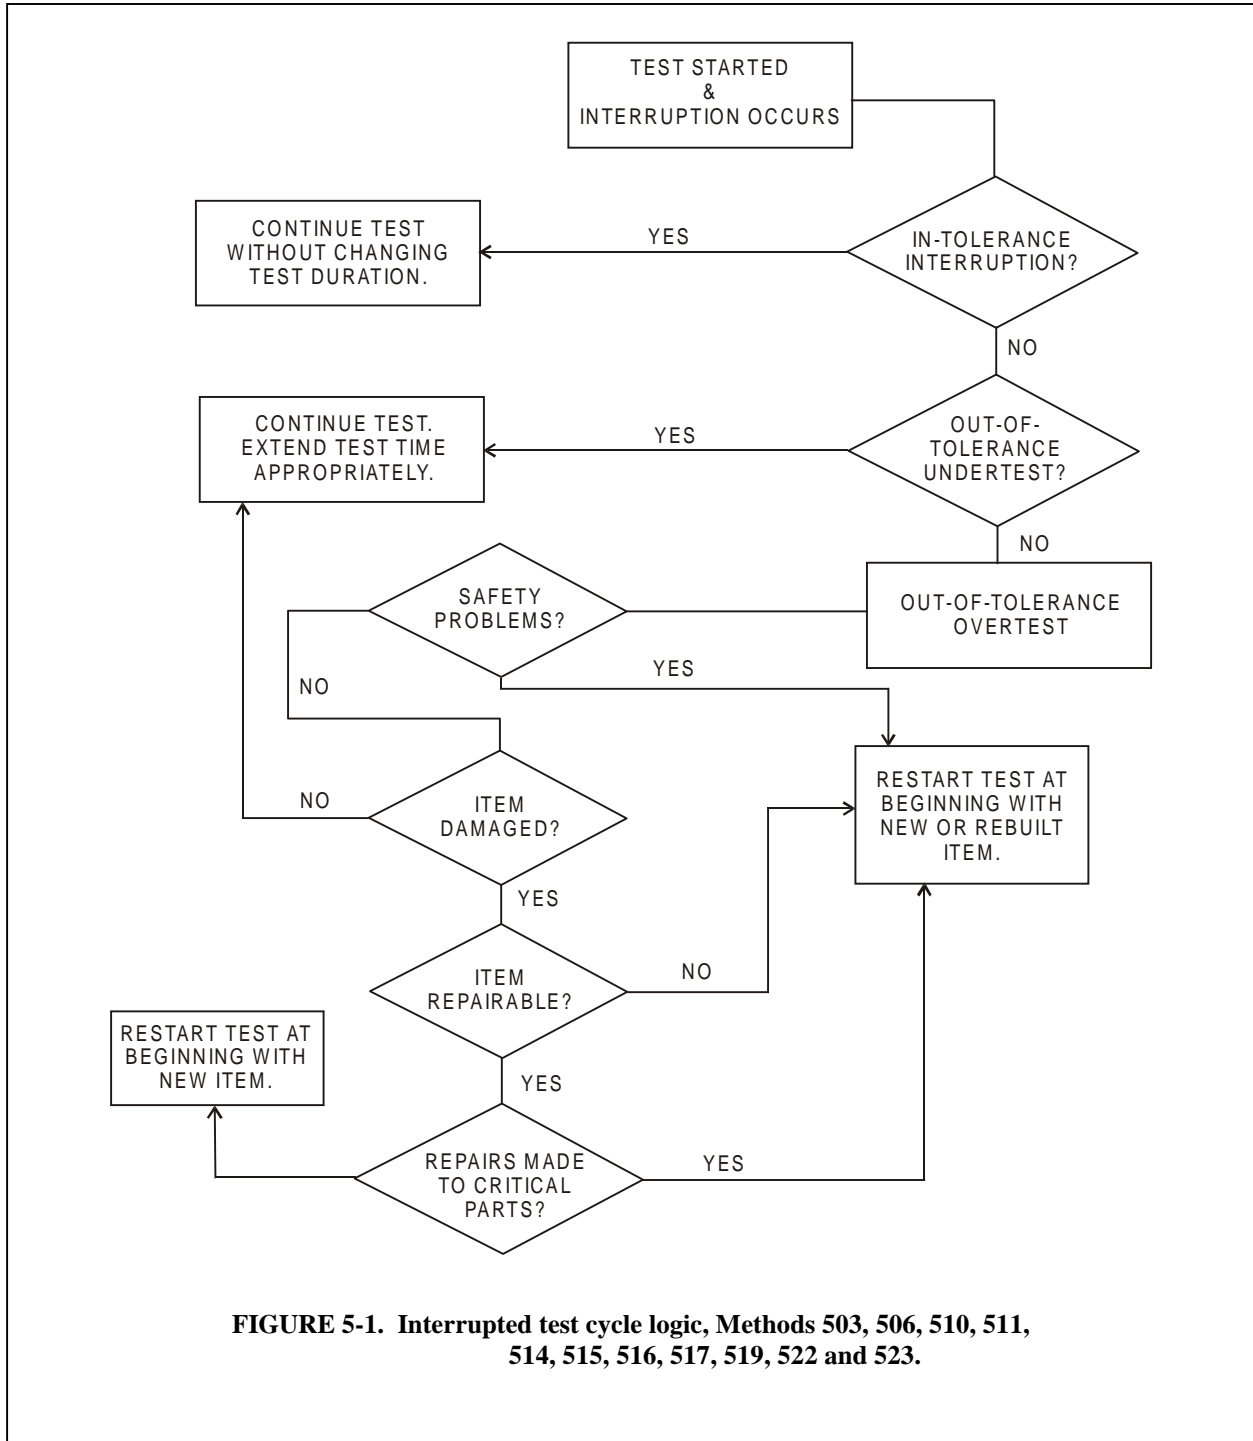 TEST STARTED
&
INTERRUPTION OCCURS
IN-TOLERANCE
INTERRUPTION?
YES
CONTINUE TEST
WITHOUT CHANGING
TEST DURATION.
NO
OUT-OF-
TOLERANCE
UNDERTEST?
YES
CONTINUE TEST.
EXTEND TEST TIME
APPROPRIATELY.
NO
OUT-OF-TOLERANCE
OVERTEST
SAFETY
PROBLEMS?
YES
NO
RESTART TEST AT
BEGINNING WITH
NEW OR REBUILT
ITEM.
ITEM
DAMAGED?
NO
YES
ITEM
REPAIRABLE?
NO
YES
RESTART TEST AT
BEGINNING WITH
NEW ITEM.
REPAIRS MADE
TO CRITICAL
PARTS?
YES
FIGURE 5-1. Interrupted test cycle logic, Methods 503, 506, 510, 511,
514, 515, 516, 517, 519, 522 and 523.